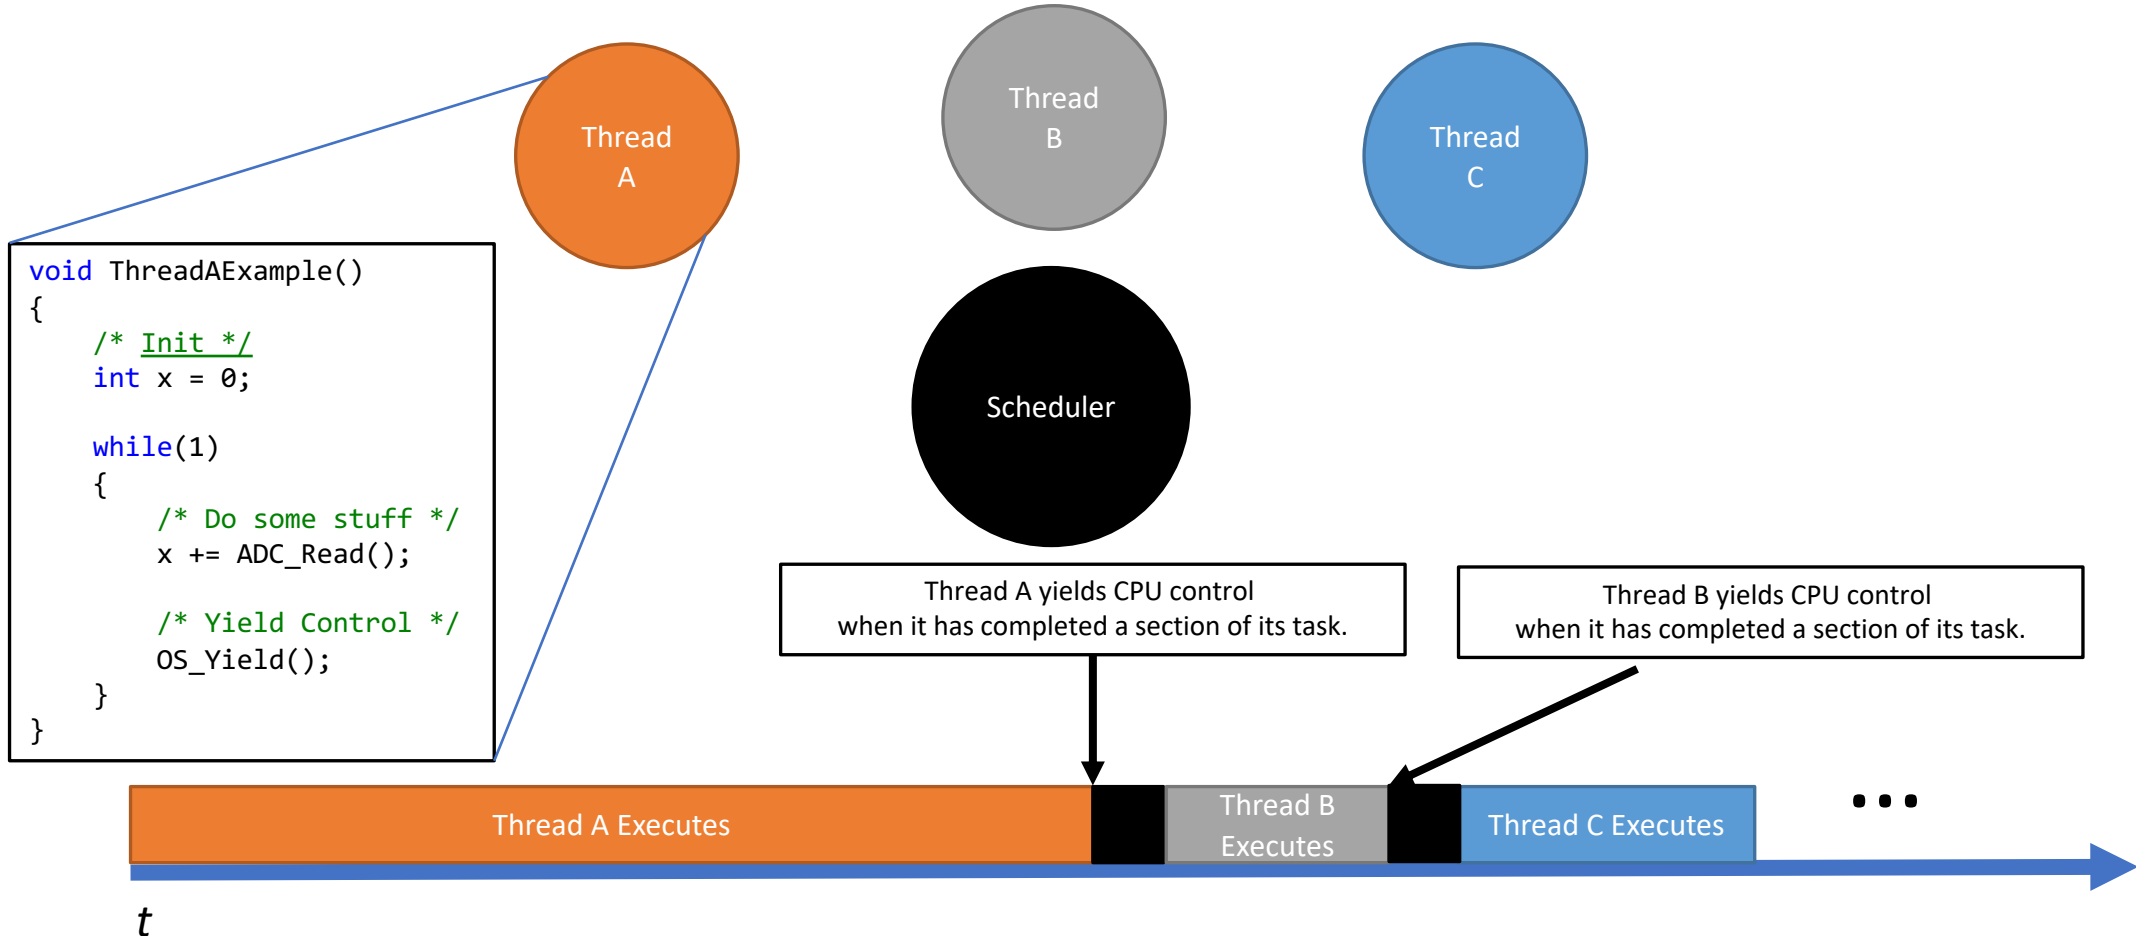 Thread
A
Thread
B
Thread
C
void ThreadAExample()
{
    /* Init */
    int x = 0;
    while(1)
    {
        /* Do some stuff */
        x += ADC_Read();
        /* Yield Control */
        OS_Yield();
    }
}
Scheduler
Thread A yields CPU control
when it has completed a section of its task.
Thread B yields CPU control
when it has completed a section of its task.
Thread A Executes
Thread B
Executes
Thread C Executes
...
t